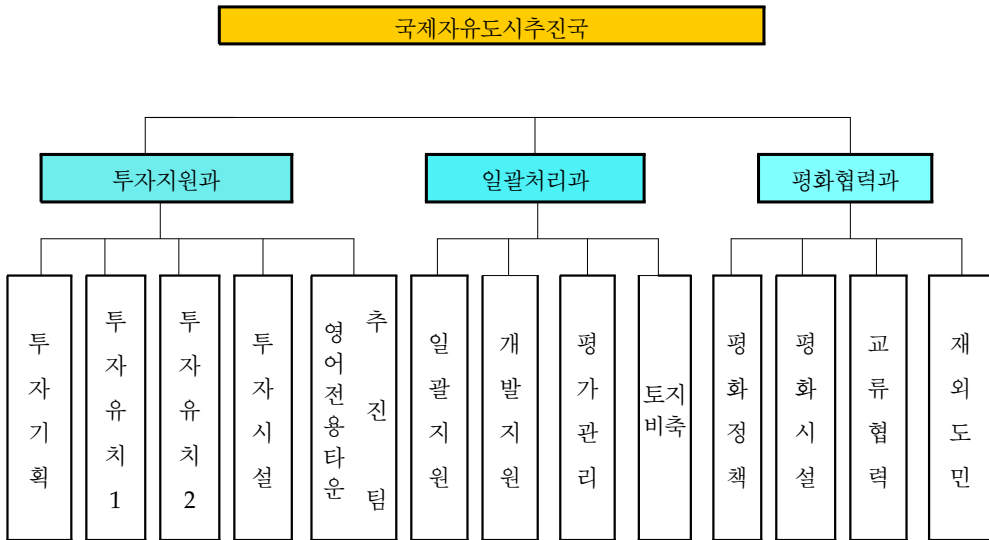 국제자유도시추진국
투자지원과
일괄처리과
평화협력과
투자기획
투자유치1
투자유치2
투자시설
영어전용타운
추진팀
일괄지원
개발지원
평가관리
토지
비축
평화정책
평화시설
교류협력
재외도민